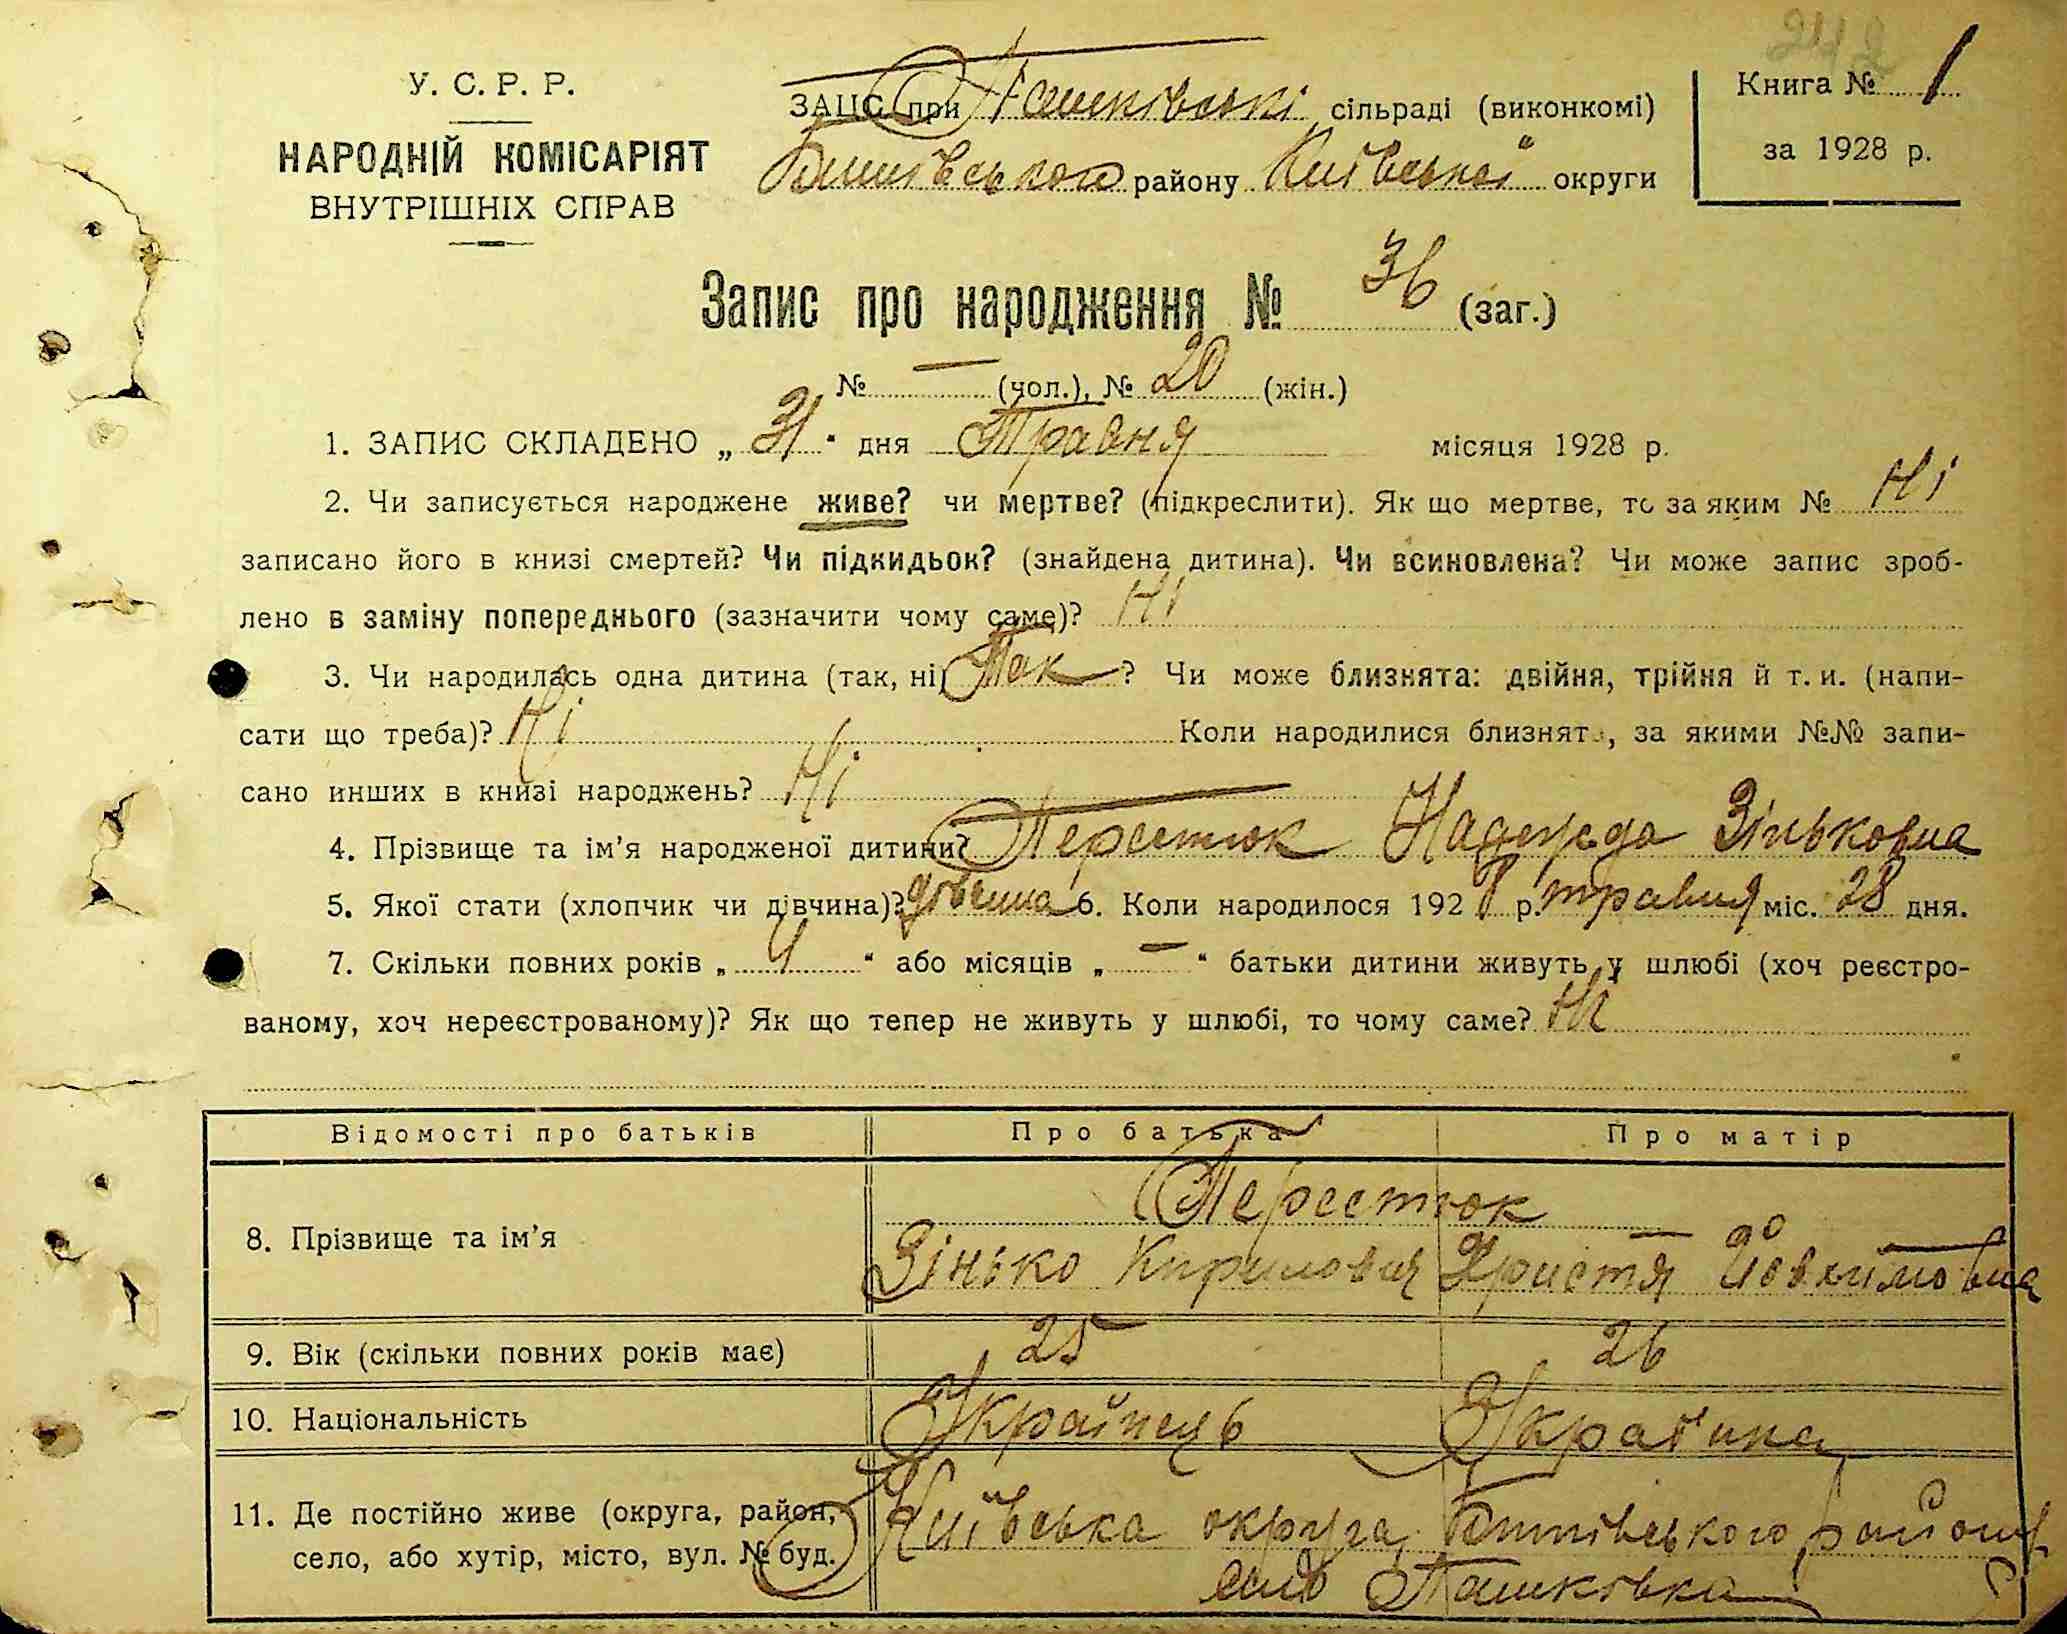 242
У. С. Р. Р.
НАРОДНІЙ КОМІСАРІЯТ
ВНУТРІШНІХ СПРАВ
ЗАЦС при Пашківські сільраді (виконкомі)
Бишівського району Київської округи
Книга № 1
за 1928 р.
Запис про народження № 36 (заг.)
№ — (чол.), № 20 (жін.)
1. ЗАПИС СКЛАДЕНО „ 31 “ дня Травня місяця 1928 р.
2. Чи записується народжене живе? чи мертве? (підкреслити). Як що мертве, то за яким № Ні
записано його в книзі смертей? Чи підкидьок? (знайдена дитина). Чи всиновлена? Чи може запис зроб-
лено в заміну попереднього (зазначити чому саме)? Ні
3. Чи народилась одна дитина (так, ні) Так ? Чи може близнята: двійня, трійня й т. и. (напи-
сати що треба)? Ні Коли народилися близнята, за якими №№ запи-
сано инших в книзі народжень? Ні
4. Прізвище та ім’я народженої дитини? Перестюк Надежда Зіньковна
5. Якої стати (хлопчик чи дівчина)? дівчина 6. Коли народилося 1928 р. травня міс. 28 дня.
7. Скільки повних років „ 4 “ або місяців „ — “ батьки дитини живуть у шлюбі (хоч реєстро-
ваному, хоч нереєстрованому)? Як що тепер не живуть у шлюбі, то чому саме? Ні
Відомості про батьків Про батька Про матір
Перестюк
8. Прізвище та ім’я Зінько Кирилович Христя Йовхимовна
9. Вік (скільки повних років має) 25 26
10. Національність Українець Українка
11. Де постійно живе (округа, район, Київська округа, Бишівського району
село, або хутір, місто, вул. № буд. село Пашківка